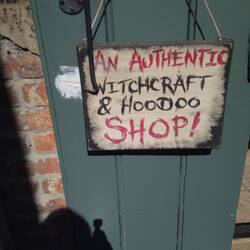 AN AUTHENTIC
WITCHCRAFT
& HOODOO
SHOP!